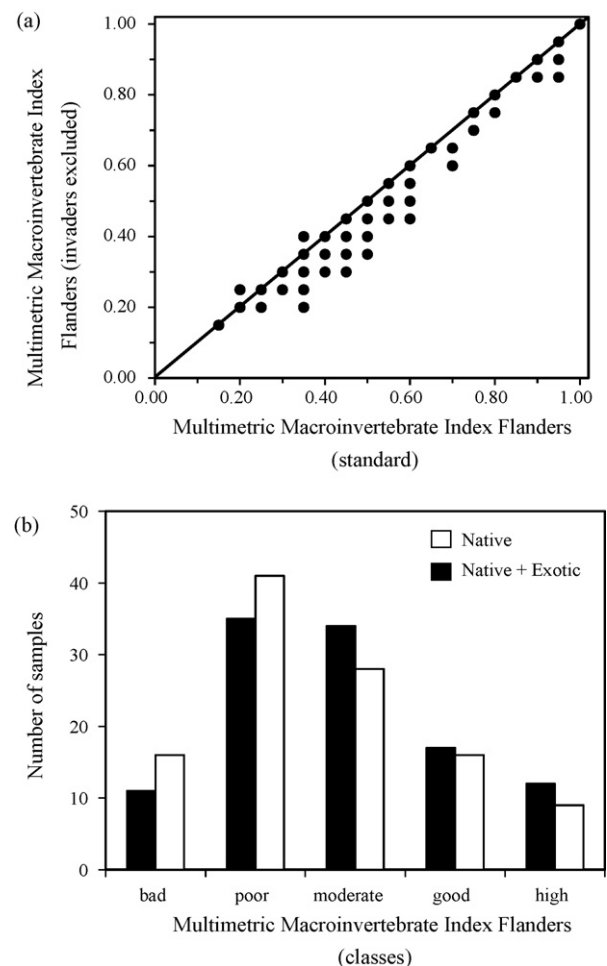 (a)
Multimetric Macroinvertebrate Index
Flanders (invaders excluded)
1.00
0.80
0.60
0.40
0.20
0.00
0.00 0.20 0.40 0.60 0.80 1.00
Multimetric Macroinvertebrate Index Flanders
(standard)
(b)
Number of samples
50
40
30
20
10
0
Native
Native + Exotic
bad poor moderate good high
Multimetric Macroinvertebrate Index Flanders
(classes)